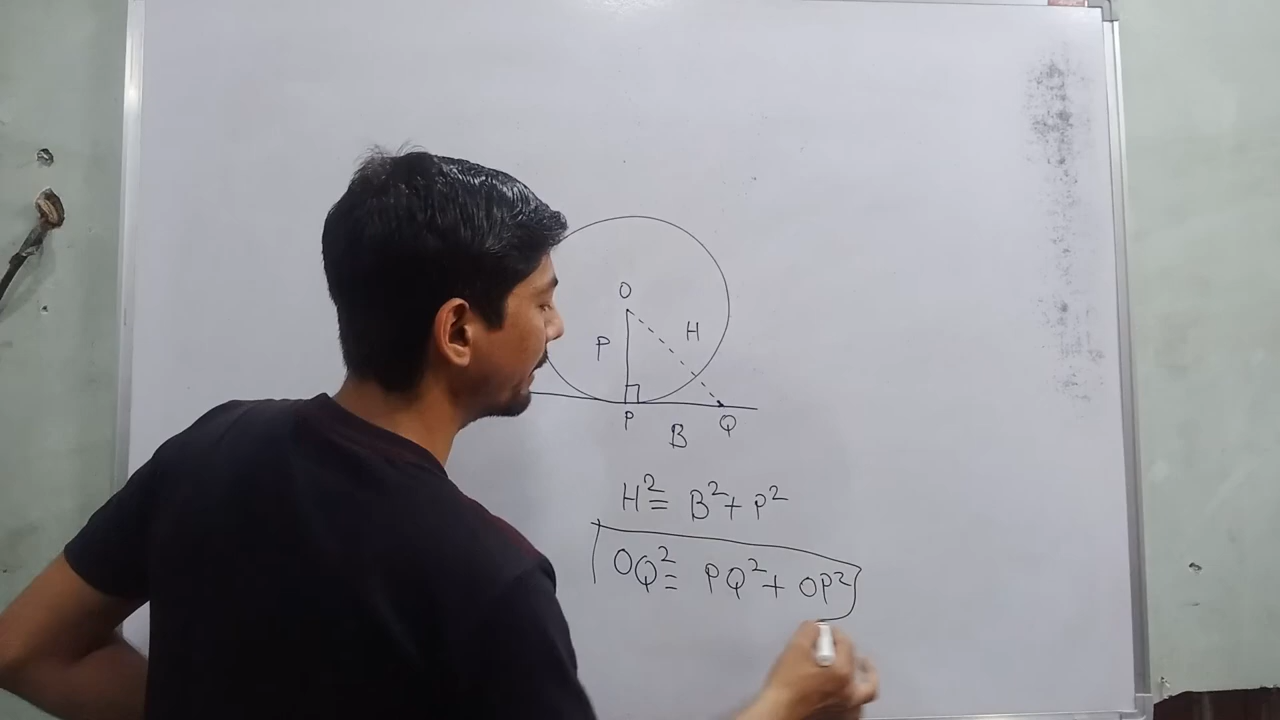 O
P H
P B Q
H² = B² + P²
OQ² = PQ² + OP²